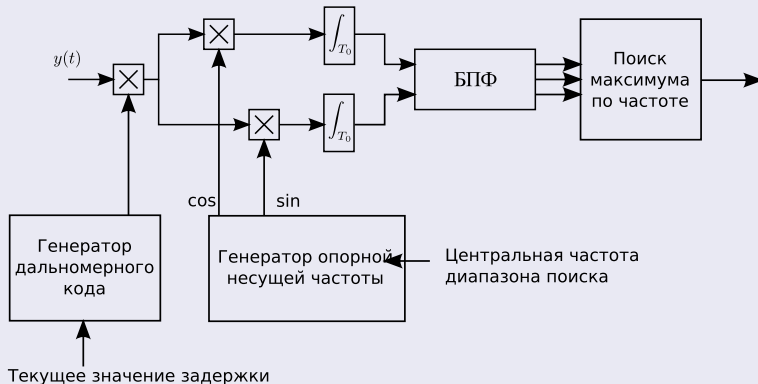 y(t)
∫T₀
∫T₀
БПФ
Поиск
максимума
по частоте
cos
sin
Генератор
дальномерного
кода
Генератор опорной
несущей частоты
Центральная частота
диапазона поиска
Текущее значение задержки